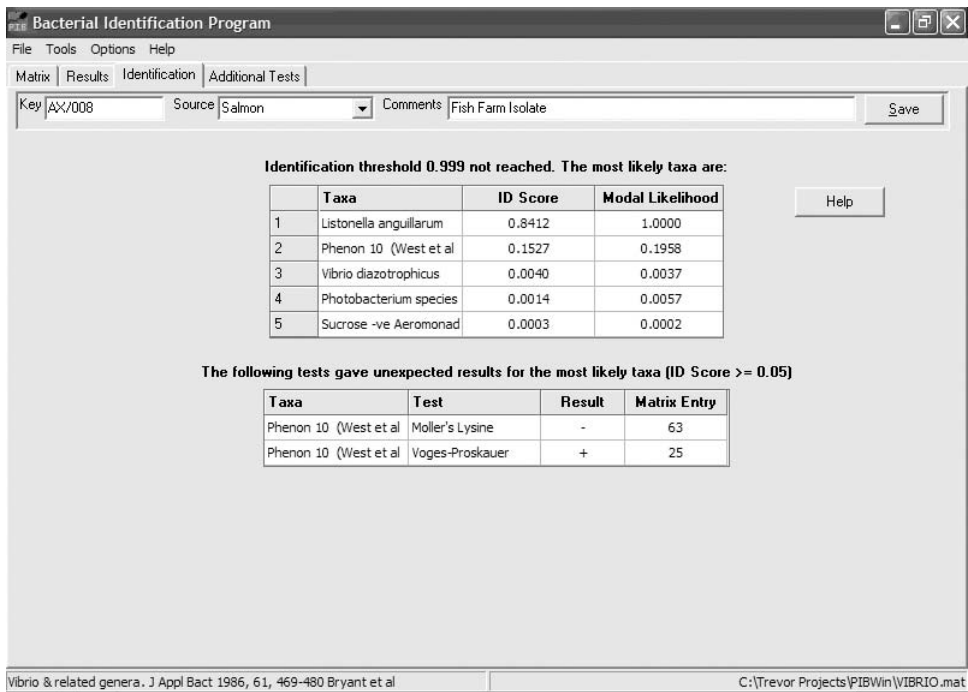 PIB Bacterial Identification Program
File Tools Options Help
Matrix Results Identification Additional Tests
Key AX/008 Source Salmon Comments Fish Farm Isolate Save
Identification threshold 0.999 not reached. The most likely taxa are:
Taxa ID Score Modal Likelihood
1 Listonella anguillarum 0.8412 1.0000
2 Phenon 10 (West et al 0.1527 0.1958
3 Vibrio diazotrophicus 0.0040 0.0037
4 Photobacterium species 0.0014 0.0057
5 Sucrose -ve Aeromonad 0.0003 0.0002
Help
The following tests gave unexpected results for the most likely taxa (ID Score >= 0.05)
Taxa Test Result Matrix Entry
Phenon 10 (West et al Moller's Lysine - 63
Phenon 10 (West et al Voges-Proskauer + 25
Vibrio & related genera. J Appl Bact 1986, 61, 469-480 Bryant et al C:\Trevor Projects\PIBWin\VIBRIO.mat